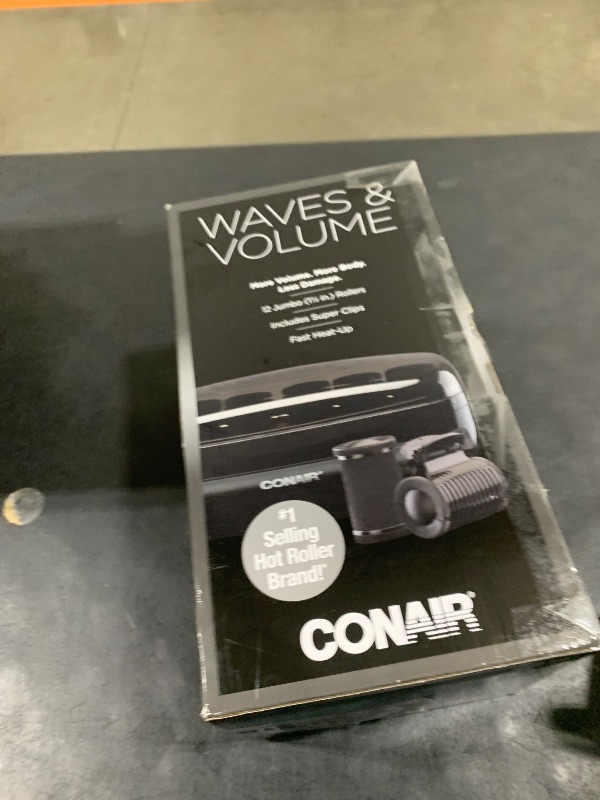 WAVES &
VOLUME
More Volume. More Body.
Less Damage.
12 Jumbo (1½ in.) Rollers
Includes Super Clips
Fast Heat-Up
CONAIR®
#1
Selling
Hot Roller
Brand!*
CONAIR®